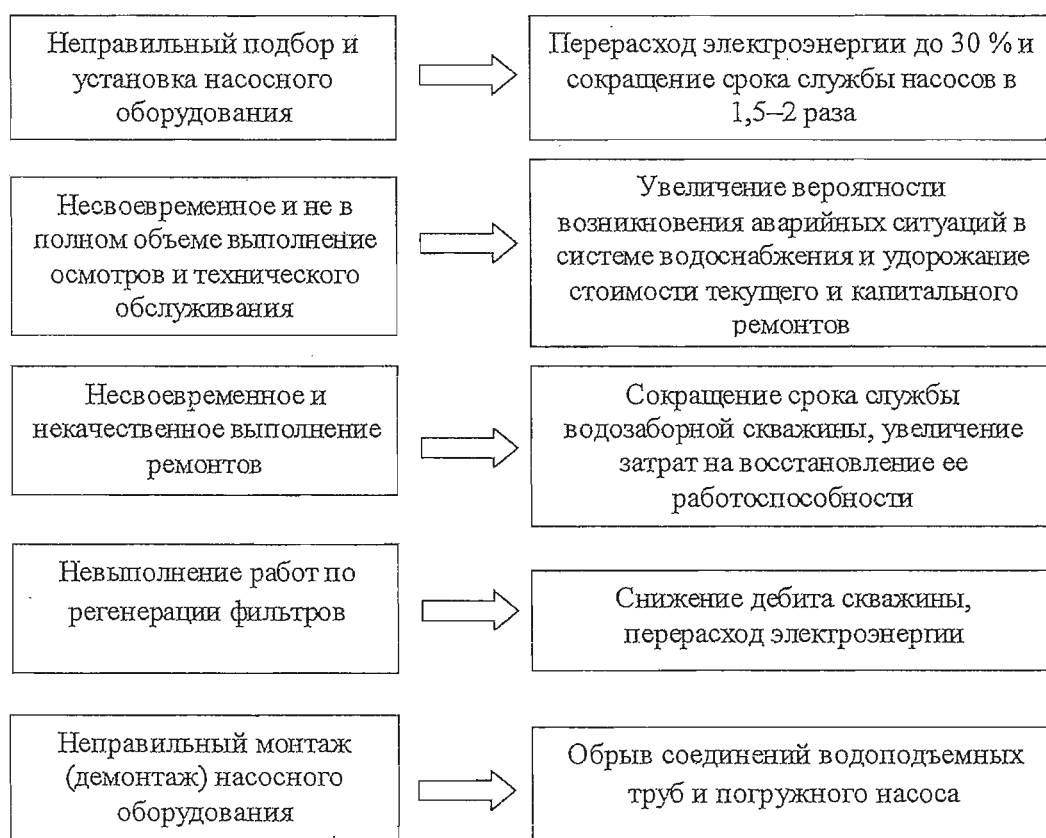 Неправильный подбор и
установка насосного
оборудования
Перерасход электроэнергии до 30 % и
сокращение срока службы насосов в
1,5–2 раза
Несвоевременное и не в
полном объеме выполнение
осмотров и технического
обслуживания
Увеличение вероятности
возникновения аварийных ситуаций в
системе водоснабжения и удорожание
стоимости текущего и капитального
ремонтов
Несвоевременное и
некачественное выполнение
ремонтов
Сокращение срока службы
водозаборной скважины, увеличение
затрат на восстановление ее
работоспособности
Невыполнение работ по
регенерации фильтров
Снижение дебита скважины,
перерасход электроэнергии
Неправильный монтаж
(демонтаж) насосного
оборудования
Обрыв соединений водоподъемных
труб и погружного насоса